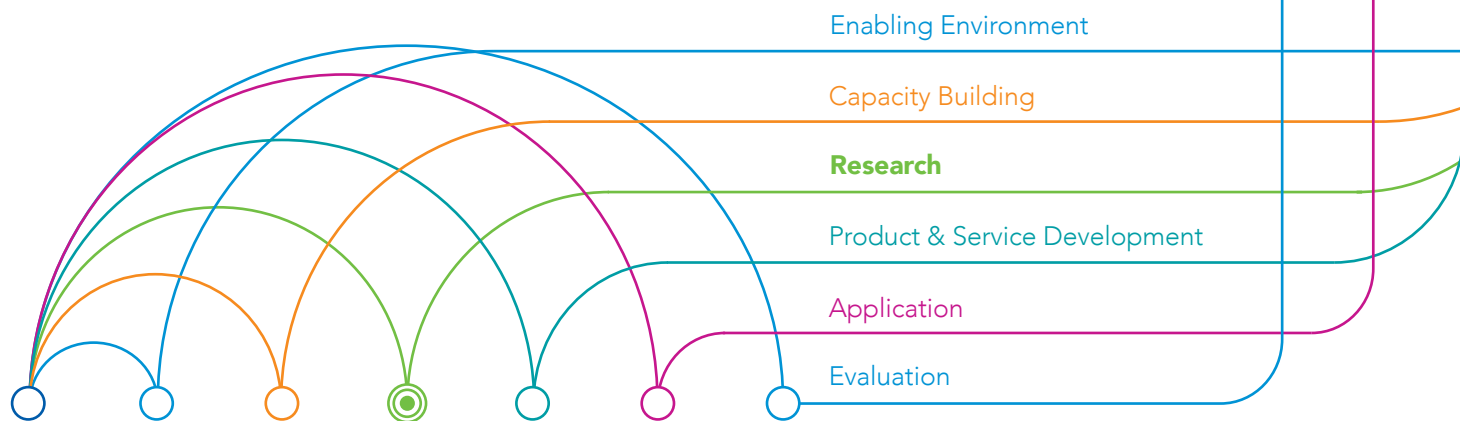 Enabling Environment
Capacity Building
Research
Product & Service Development
Application
Evaluation